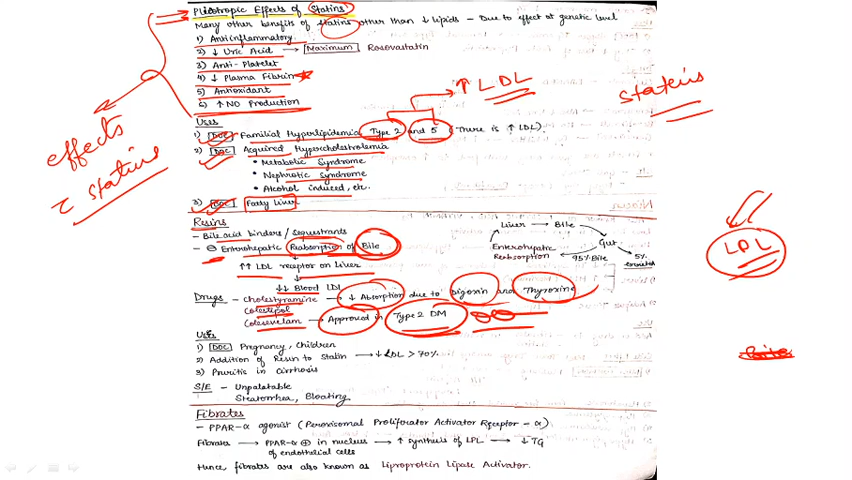 Pleiotropic Effects of Statins
Many other benefits of statins other than ↓ lipids - Due to effect at genetic level
1) Antiinflammatory
2) ↓ Uric Acid → Maximum Rosuvastatin
3) Anti-Platelet
4) ↓ Plasma Fibrin
5) Antioxidant
6) ↑ NO Production
↑ LDL
statins
effects
c statins
Uses
1) DOC Familial Hyperlipidemia Type 2 and 5 (There is ↑ LDL)
2) DOC Acquired Hypercholestrolemia
• Metabolic Syndrome
• Nephrotic Syndrome
• Alcohol induced, etc.
3) DOC Fatty Liver
Resins
- Bile acid binders/Sequestrants
- ⊖ Enterohepatic Reabsorption of Bile
↑↑ LDL receptor on liver
↓↓ Blood LDL
Liver → Bile
Gut
Enterohepatic Reabsorption
95% Bile
5% excreted
LDL
Drugs - Cholestyramine → ↓ Absorption due to Digoxin and Thyroxine
Colestipol
Colesevelam → Approved in Type 2 DM
Uses
1) DOC Pregnancy, Children
2) Addition of Resin to Statin → ↓ LDL > 70%
3) Pruritis in Cirrhosis
S/E - Unpalatable
Steatorrhea, Bloating
Fibrates
- PPAR-α agonist (Peroxisomal Proliferator Activator Receptor - α)
Fibrates → PPAR-α ⊕ in nucleus of endothelial cells → ↑ synthesis of LPL → ↓ TG
Hence fibrates are also known as Lipoprotein Lipase Activator.